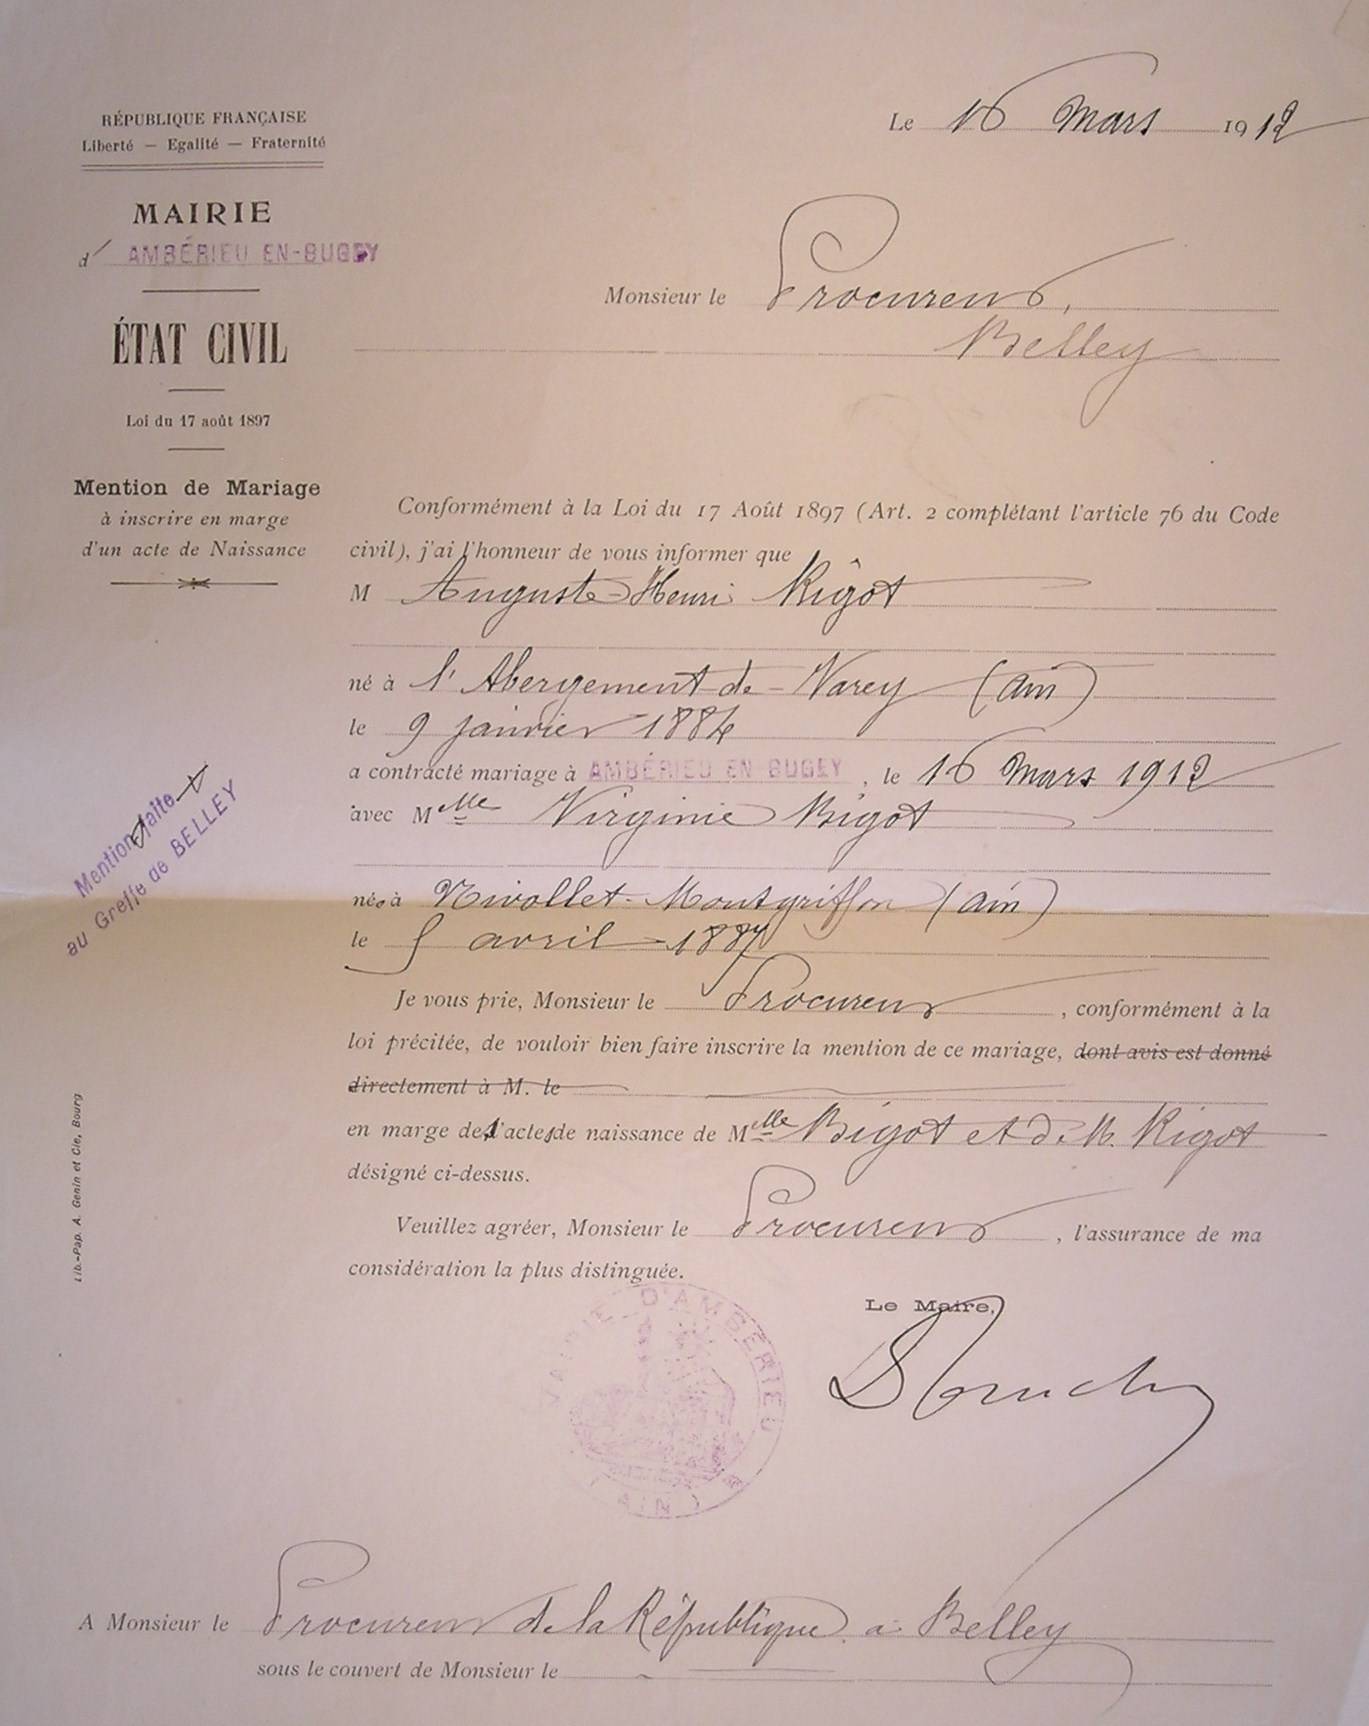 RÉPUBLIQUE FRANÇAISE
Liberté — Egalité — Fraternité
MAIRIE
d' AMBÉRIEU EN-BUGEY
ÉTAT CIVIL
Loi du 17 août 1897
Mention de Mariage
à inscrire en marge
d'un acte de Naissance
Le 16 Mars 1912
Monsieur le Procureur,
Belley
Conformément à la Loi du 17 Août 1897 (Art. 2 complétant l'article 76 du Code
civil), j'ai l'honneur de vous informer que
M Auguste Henri Rigot
né à l'Abergement-de-Varey (Ain)
le 9 janvier 1884
a contracté mariage à AMBÉRIEU EN BUGEY, le 16 Mars 1912
avec M elle Virginie Bigot
née à Nivollet-Montgriffon (Ain)
le 5 avril 1887
Mention faite
au Greffe de BELLEY
Je vous prie, Monsieur le Procureur, conformément à la
loi précitée, de vouloir bien faire inscrire la mention de ce mariage, dont avis est donné
directement à M. le
en marge des actes de naissance de M elle Bigot et de M. Rigot
désigné ci-dessus.
Veuillez agréer, Monsieur le Procureur, l'assurance de ma
considération la plus distinguée.
Le Maire,
MAIRIE D'AMBÉRIEU
(AIN)
A Monsieur le Procureur de la République à Belley
sous le couvert de Monsieur le
Lib.-Pap. A. Genin et Cie, Bourg